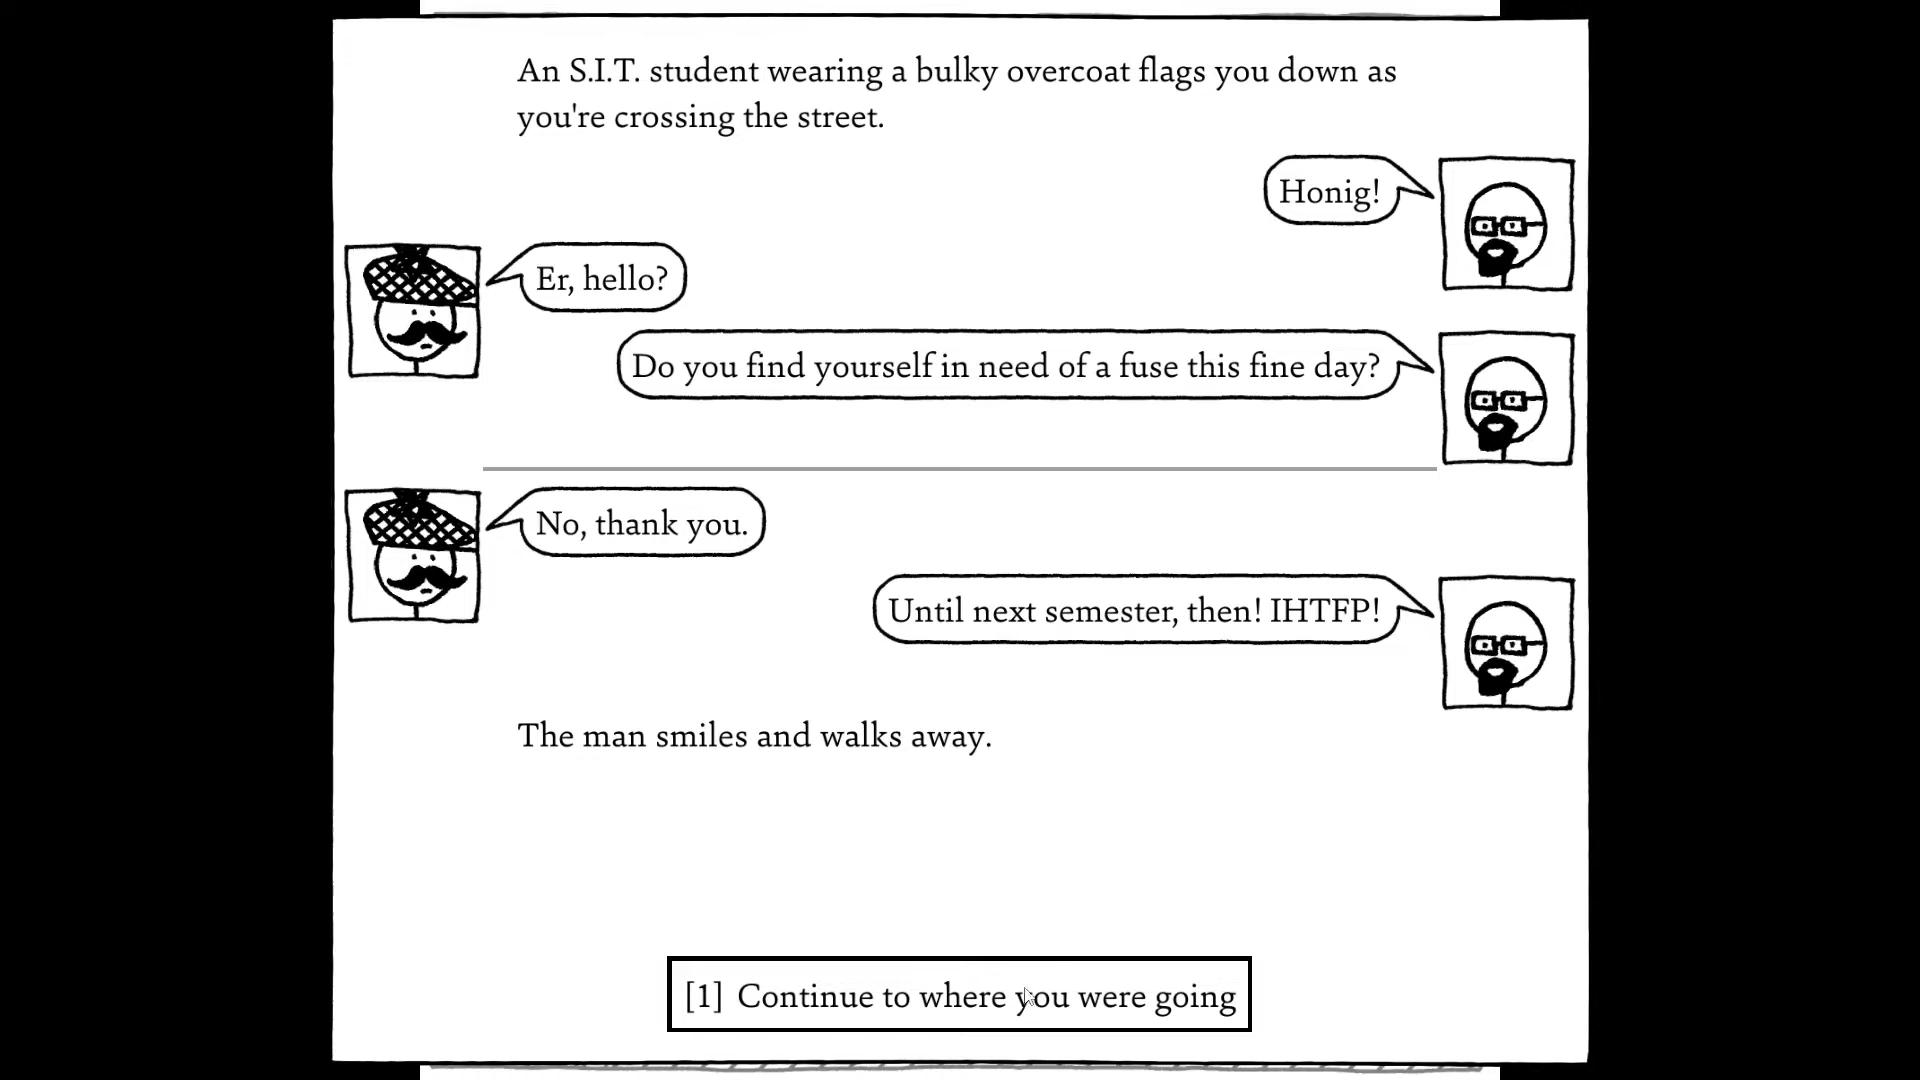 An S.I.T. student wearing a bulky overcoat flags you down as
you're crossing the street.
Honig!
Er, hello?
Do you find yourself in need of a fuse this fine day?
No, thank you.
Until next semester, then! IHTFP!
The man smiles and walks away.
[1] Continue to where you were going